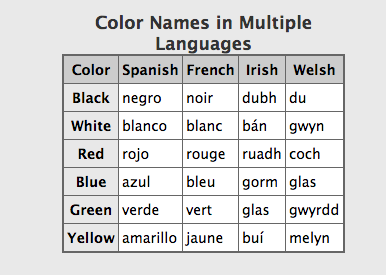 Color Names in Multiple
Languages
Color Spanish French Irish Welsh
Black negro noir dubh du
White blanco blanc bán gwyn
Red rojo rouge ruadh coch
Blue azul bleu gorm glas
Green verde vert glas gwyrdd
Yellow amarillo jaune buí melyn